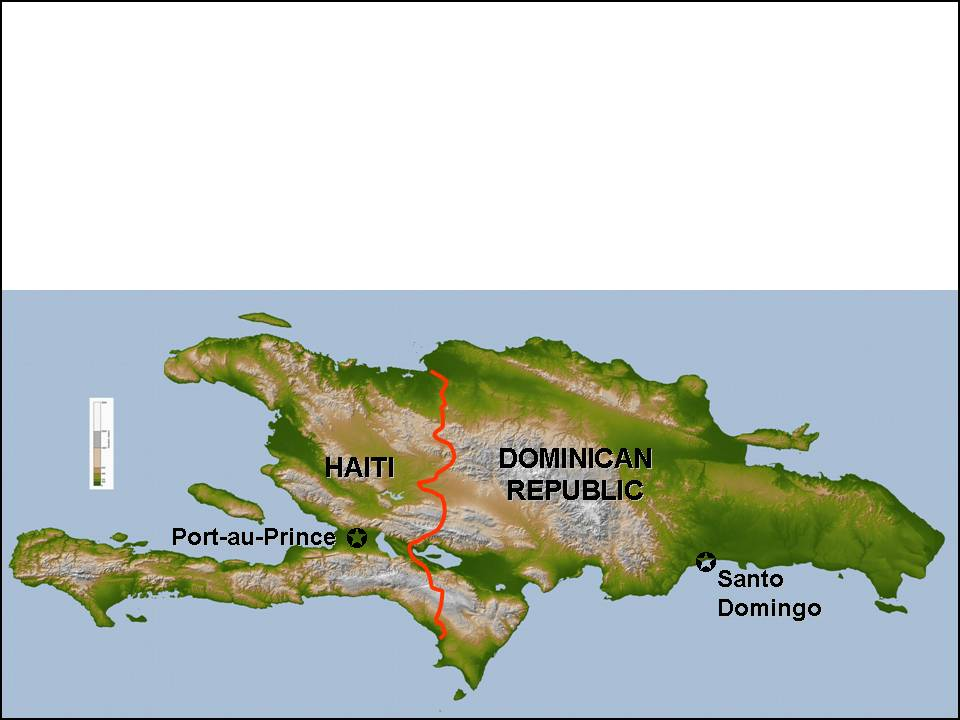 HAITI
DOMINICAN
REPUBLIC
Port-au-Prince
Santo
Domingo